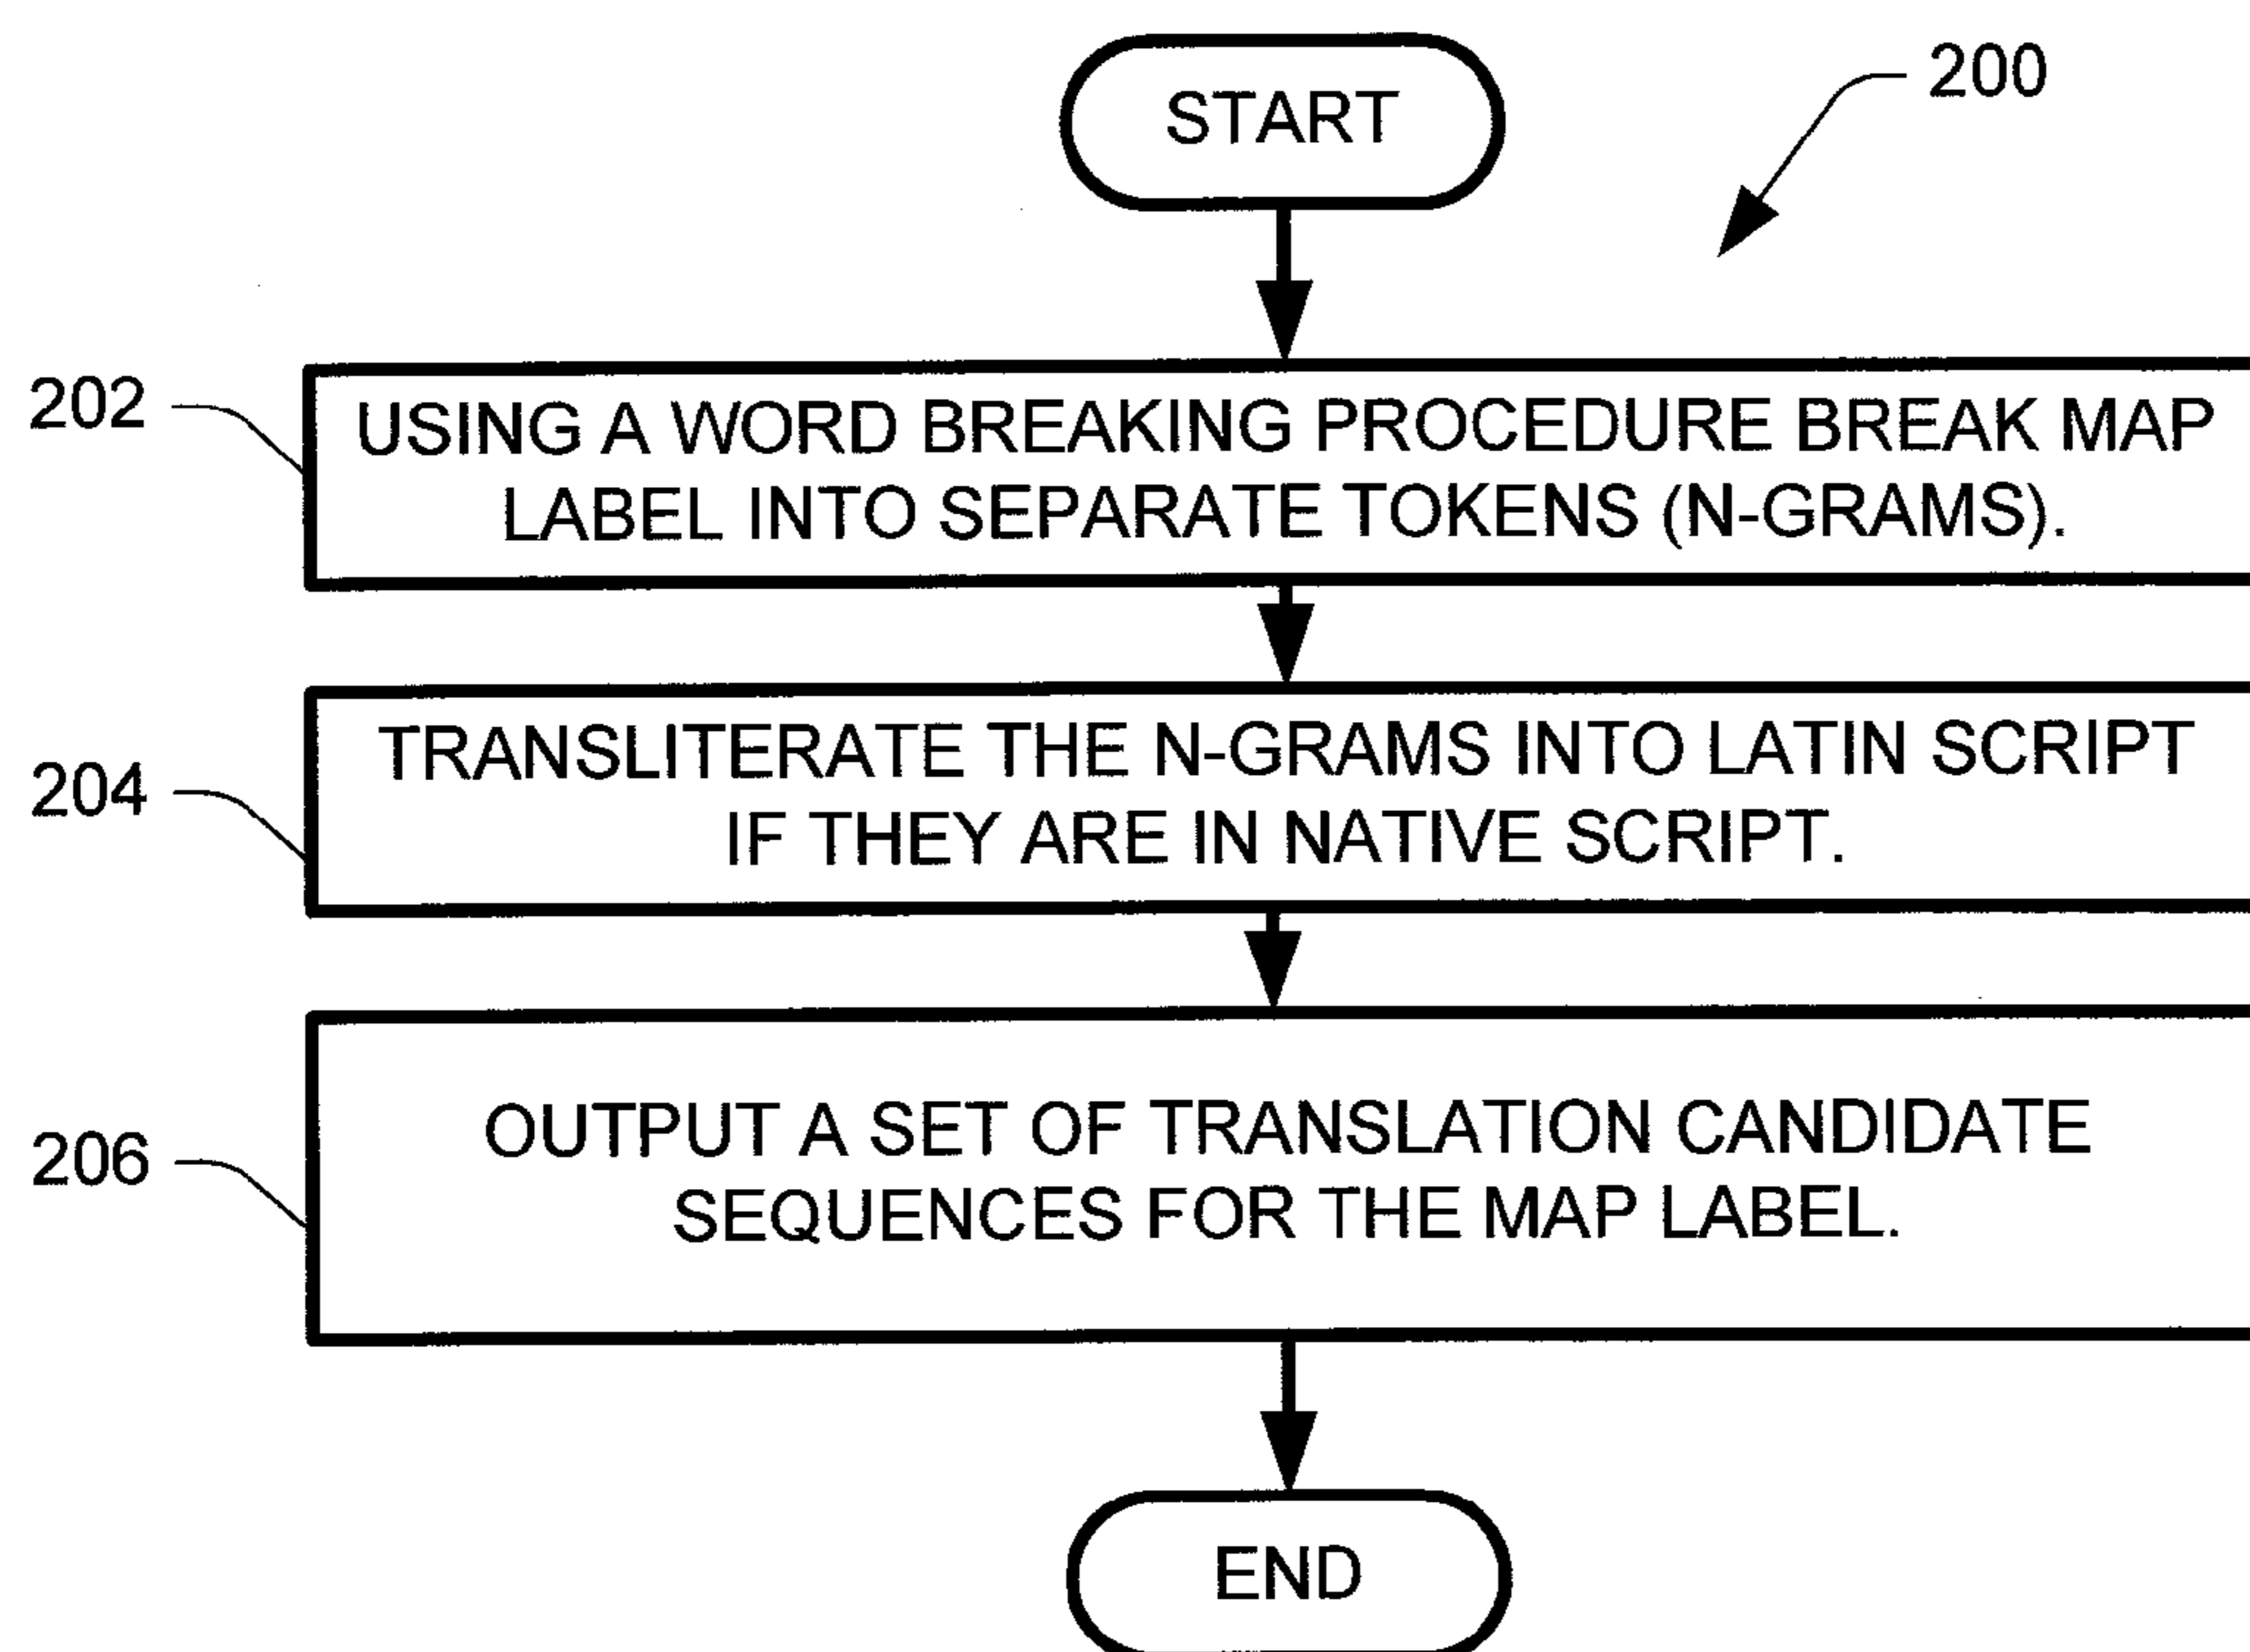 START
200
202
USING A WORD BREAKING PROCEDURE BREAK MAP
LABEL INTO SEPARATE TOKENS (N-GRAMS).
204
TRANSLITERATE THE N-GRAMS INTO LATIN SCRIPT
IF THEY ARE IN NATIVE SCRIPT.
206
OUTPUT A SET OF TRANSLATION CANDIDATE
SEQUENCES FOR THE MAP LABEL.
END